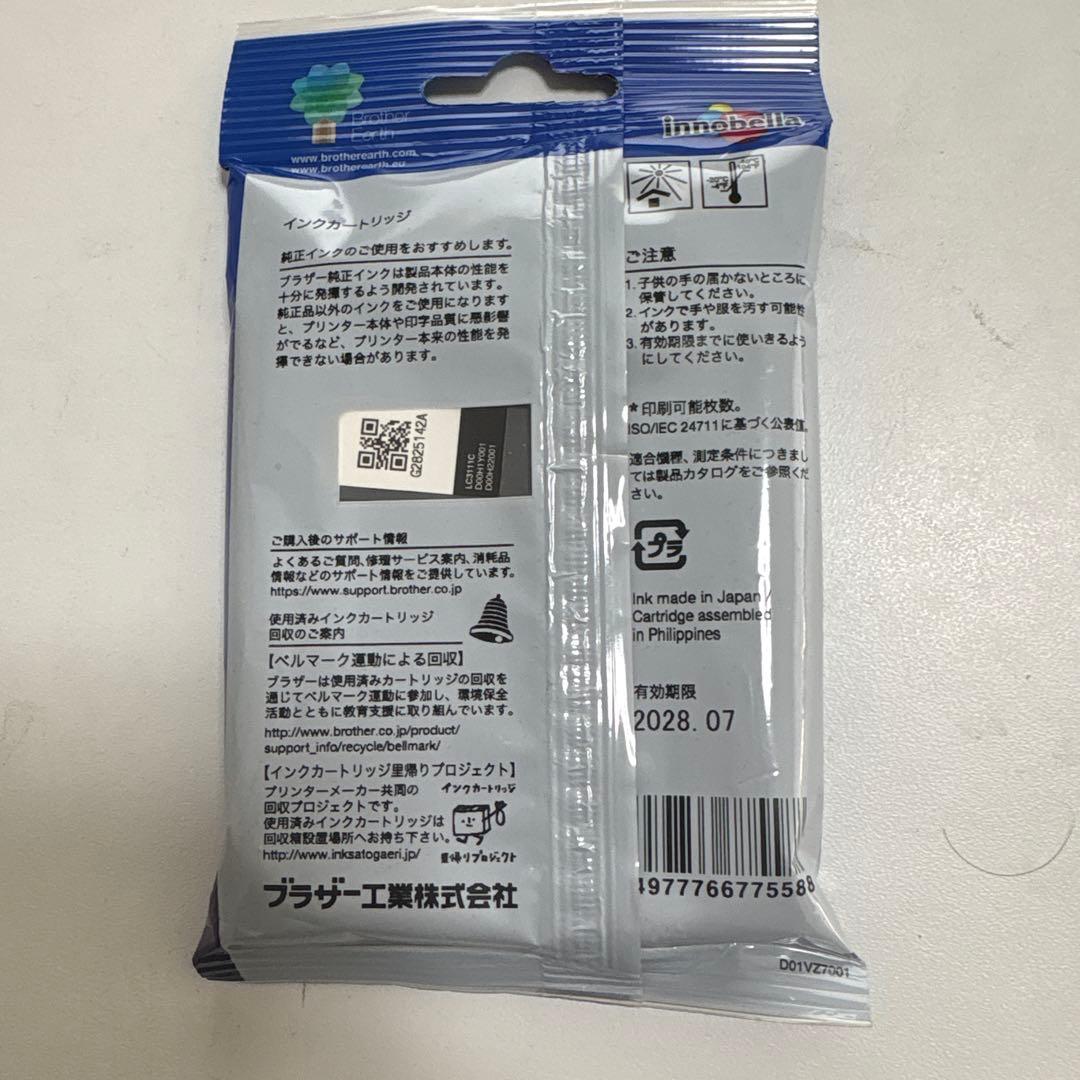 Brother
Earth
www.brotherearth.com
www.brotherearth.eu
インクカートリッジ
純正インクのご使用をおすすめします。
ブラザー純正インクは製品本体の性能を
十分に発揮するよう開発されています。
純正品以外のインクをご使用になります
と、プリンター本体や印字品質に悪影響
がでるなど、プリンター本来の性能を発
揮できない場合があります。
G2825142A
LC3111C
D00H1Y001
D00H22001
ご購入後のサポート情報
よくあるご質問、修理サービス案内、消耗品
情報などのサポート情報をご提供しています。
https://www.support.brother.co.jp
使用済みインクカートリッジ
回収のご案内
【ベルマーク運動による回収】
ブラザーは使用済みカートリッジの回収を
通じてベルマーク運動に参加し、環境保全
活動とともに教育支援に取り組んでいます。
http://www.brother.co.jp/product/
support_info/recycle/bellmark/
【インクカートリッジ里帰りプロジェクト】
プリンターメーカー共同の
回収プロジェクトです。
使用済みインクカートリッジは
回収箱設置場所へお持ち下さい。
http://www.inksatogaeri.jp/
インクカートリッジ
里帰りプロジェクト
ブラザー工業株式会社
innobella
ご注意
1. 子供の手の届かないところに
保管してください。
2. インクで手や服を汚す可能性
があります。
3. 有効期限までに使いきるよう
にしてください。
*印刷可能枚数。
ISO/IEC 24711に基づく公表値。
適合機種、測定条件につきまし
ては製品カタログをご参照くだ
さい。
プラ
Ink made in Japan /
Cartridge assembled
in Philippines
有効期限
2028.07
4977766775588
D01VZ7001